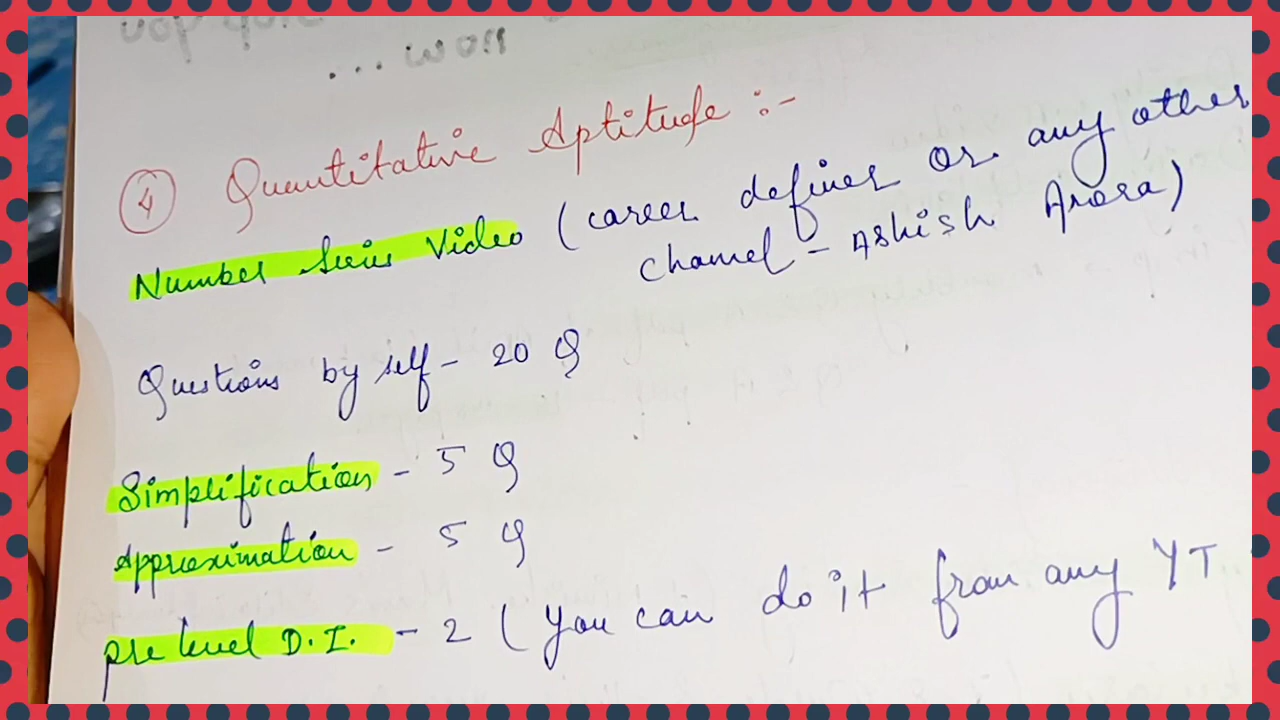 ... won
④ Quantitative Aptitude :-
Number Series Video (career definer or any other
channel - Ashish Arora)
Questions by self - 20 Q
Simplification - 5 Q
Approximation - 5 Q
pre level D.I. - 2 (You can do it from any YT